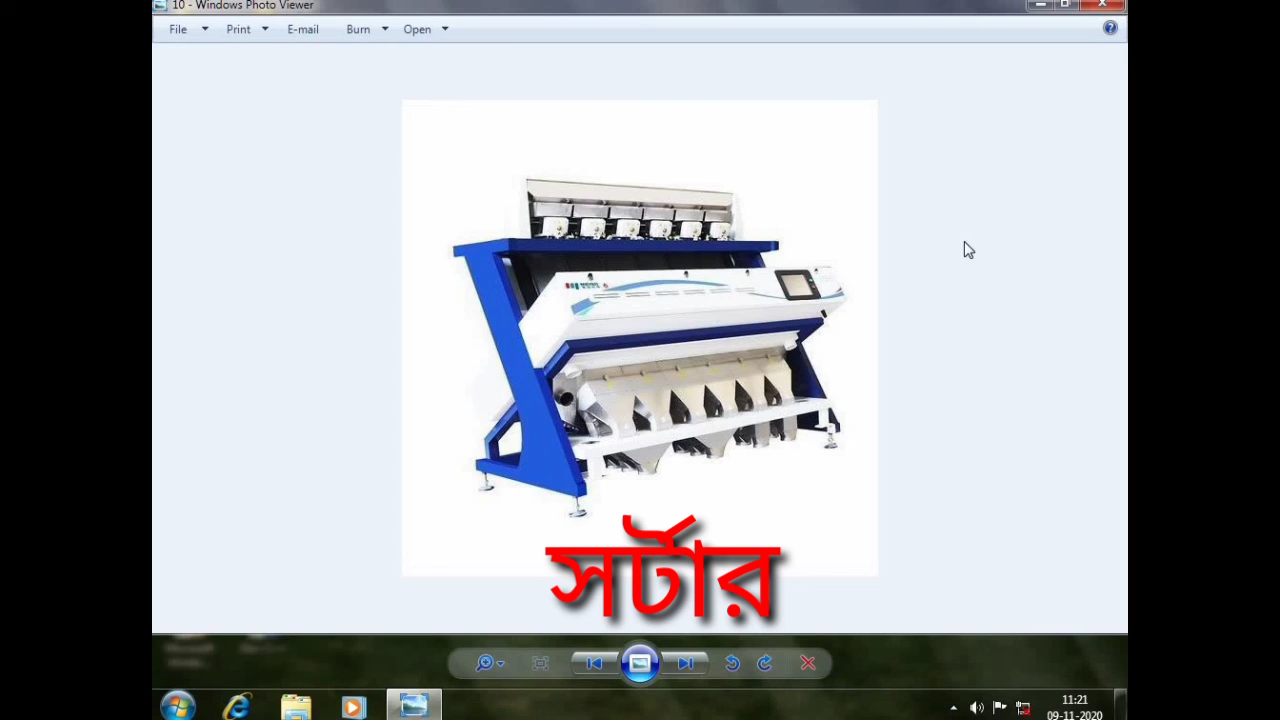 10 - Windows Photo Viewer
File Print E-mail Burn Open
সর্টার
11:21
09-11-2020